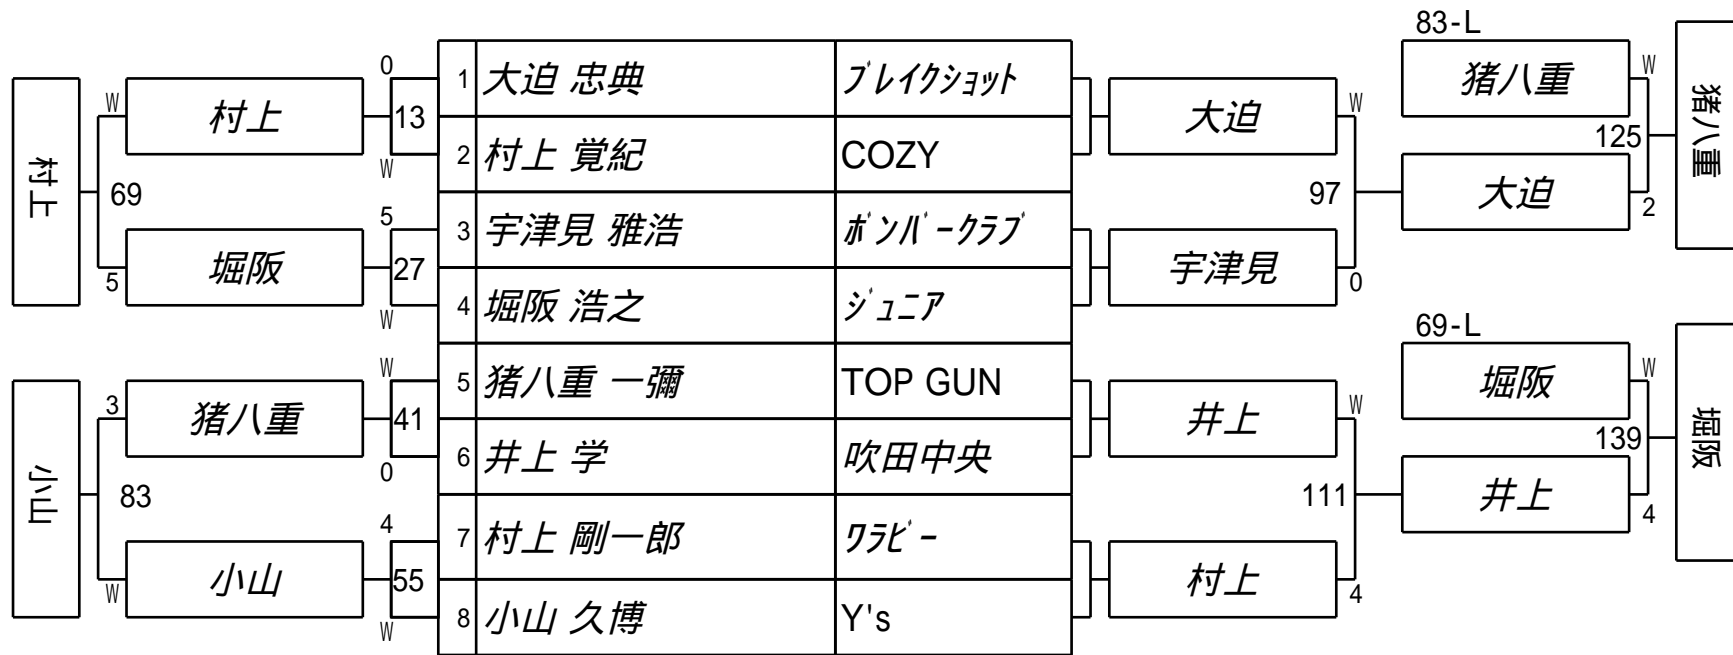 83-L
0
1 大迫 忠典 ブレイクショット
W 村上 13
大迫 W
猪八重 W
猪八重
2 村上 覚紀 COZY
W
125
村上
69
97
大迫 2
5
3 宇津見 雅浩 ボンバークラブ
5 堀阪 27
宇津見 0
4 堀阪 浩之 ジュニア
W
69-L
W
5 猪八重 一彌 TOP GUN
3 猪八重 41
井上 W
堀阪 W
堀阪
6 井上 学 吹田中央
0
139
小山
83
111
井上 4
4
7 村上 剛一郎 ワラビー
W 小山 55
村上 4
8 小山 久博 Y's
W